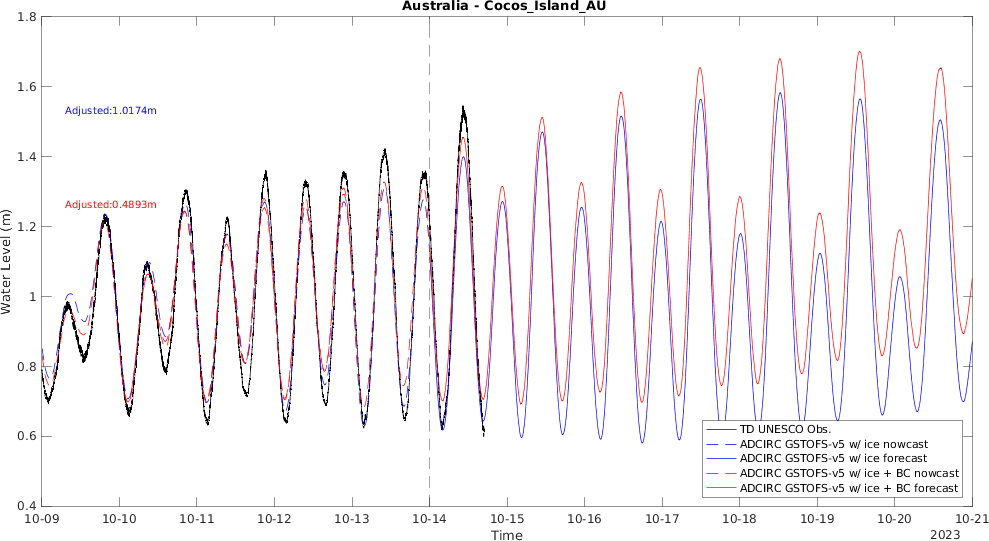 Australia - Cocos_Island_AU
Water Level (m)
1.8
1.6
1.4
1.2
1
0.8
0.6
0.4
Adjusted:1.0174m
Adjusted:0.4893m
TD UNESCO Obs.
ADCIRC GSTOFS-v5 w/ ice nowcast
ADCIRC GSTOFS-v5 w/ ice forecast
ADCIRC GSTOFS-v5 w/ ice + BC nowcast
ADCIRC GSTOFS-v5 w/ ice + BC forecast
10-09 10-10 10-11 10-12 10-13 10-14 10-15 10-16 10-17 10-18 10-19 10-20 10-21
Time
2023